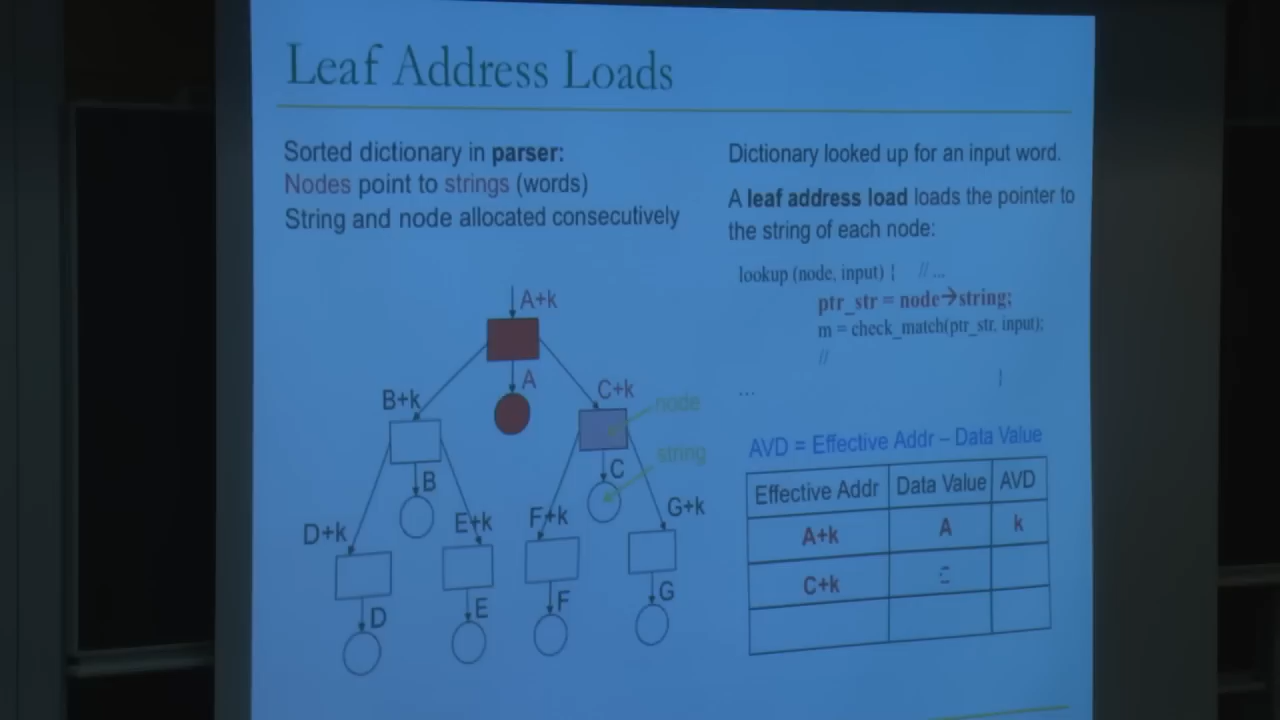 Leaf Address Loads
Sorted dictionary in parser:
Nodes point to strings (words)
String and node allocated consecutively
A+k
A
B+k
C+k
node
B
C
string
D+k
E+k
F+k
G+k
D
E
F
G
Dictionary looked up for an input word.
A leaf address load loads the pointer to
the string of each node:
lookup (node, input) { // ...
ptr_str = node→string;
m = check_match(ptr_str, input);
//
...
}
AVD = Effective Addr – Data Value
Effective Addr Data Value AVD
A+k A k
C+k